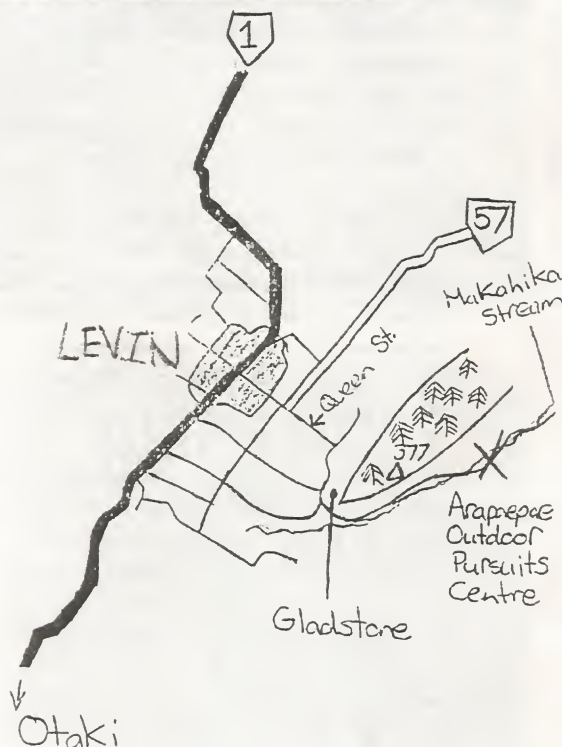 1
57
Makahika
Stream
LEVIN
Queen St.
377
Arapaepae
Outdoor
Pursuits
Centre
Gladstone
Otaki